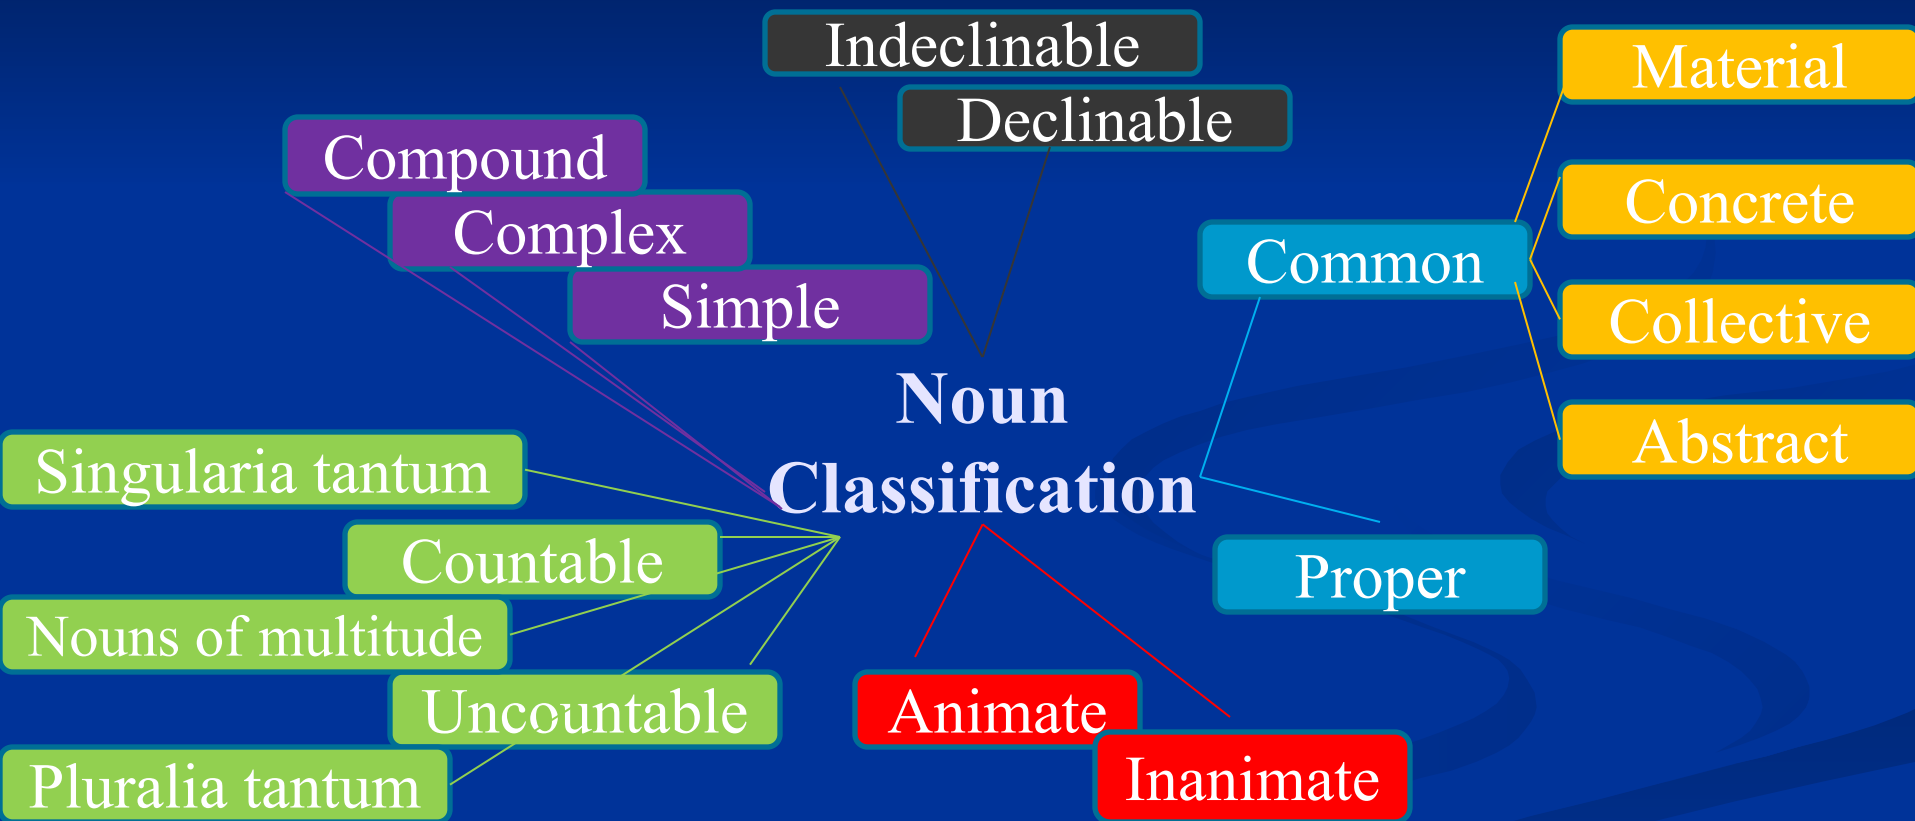 Indeclinable
Declinable
Material
Compound
Concrete
Complex
Common
Simple
Collective
Noun
Classification
Abstract
Singularia tantum
Countable
Proper
Nouns of multitude
Uncountable
Animate
Pluralia tantum
Inanimate